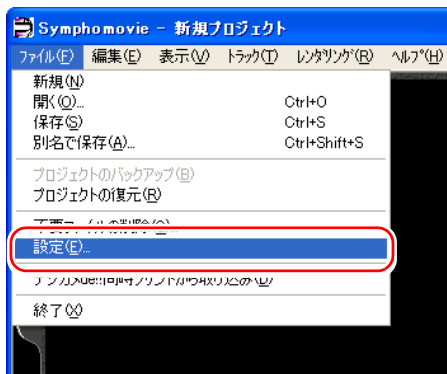 Symphomovie - 新規プロジェクト
ファイル(F) 編集(E) 表示(V) トラック(T) レンダリング(R) ヘルプ(H)
新規(N)
開く(O)... Ctrl+O
保存(S) Ctrl+S
別名で保存(A)... Ctrl+Shift+S
プロジェクトのバックアップ(B)
プロジェクトの復元(R)
設定(E)...
終了(X)